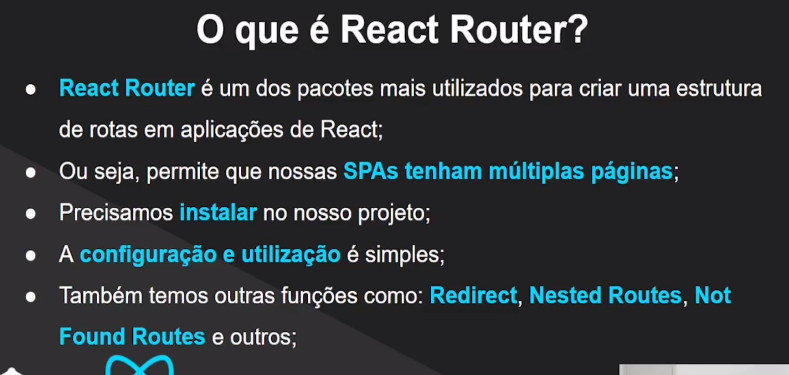 O que é React Router?
● React Router é um dos pacotes mais utilizados para criar uma estrutura
de rotas em aplicações de React;
● Ou seja, permite que nossas SPAs tenham múltiplas páginas;
● Precisamos instalar no nosso projeto;
● A configuração e utilização é simples;
● Também temos outras funções como: Redirect, Nested Routes, Not
Found Routes e outros;